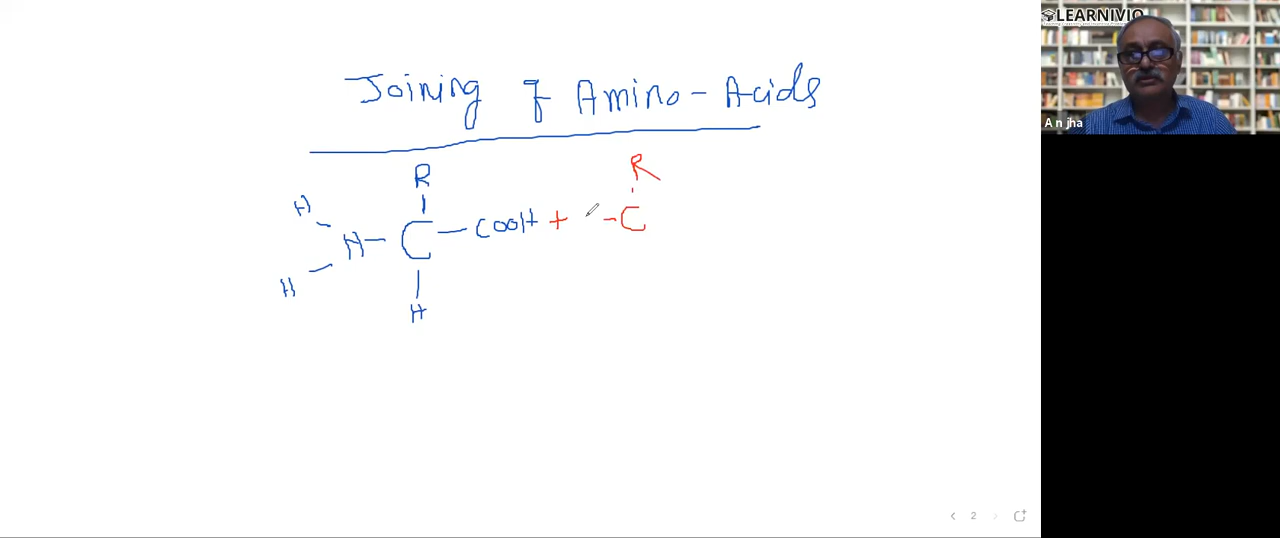 Joining of Amino-Acids
R
R
H
H - C - COOH + - C
H
H
2
LEARNIVIO
A n jha